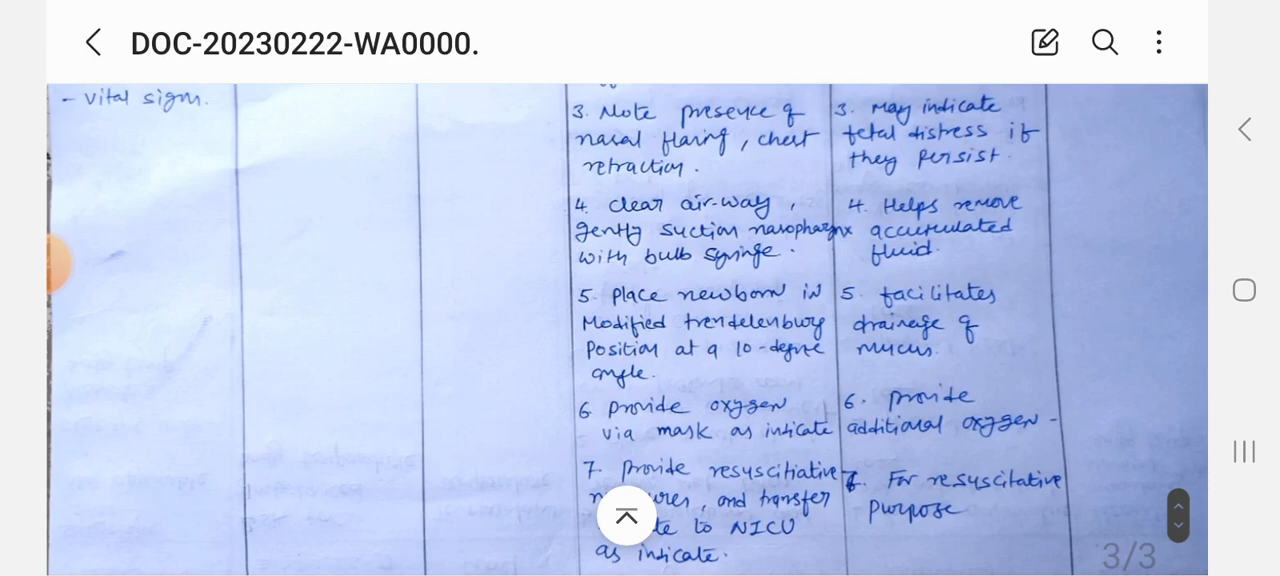 DOC-20230222-WA0000.
- vital sign.
3. Note presence of
nasal flaring, chest
retraction.
4. clear air-way,
gently suction nasopharynx
with bulb syringe.
5. Place newborn in
Modified trendelenburg
Position at a 10-degree
angle.
6 Provide oxygen
via mask as indicate
7. Provide resuscitiative
and transfer
to NICU
as indicate.
3. May indicate
fetal distress if
they persist.
4. Helps remove
accumulated
fluid.
5. facilitates
drainage of
mucus.
6. provide
additional oxygen -
7. For resuscitative
purpose
3/3